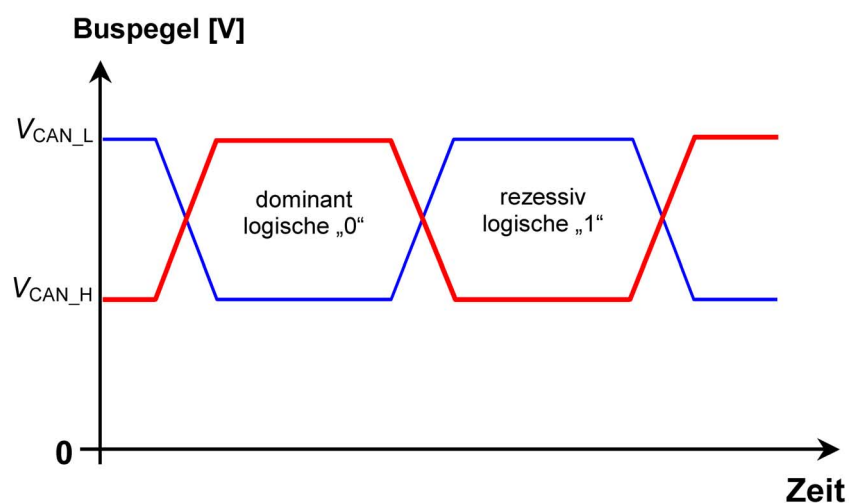 Buspegel [V]
VCAN_L
dominant
logische „0“
rezessiv
logische „1“
VCAN_H
0
Zeit